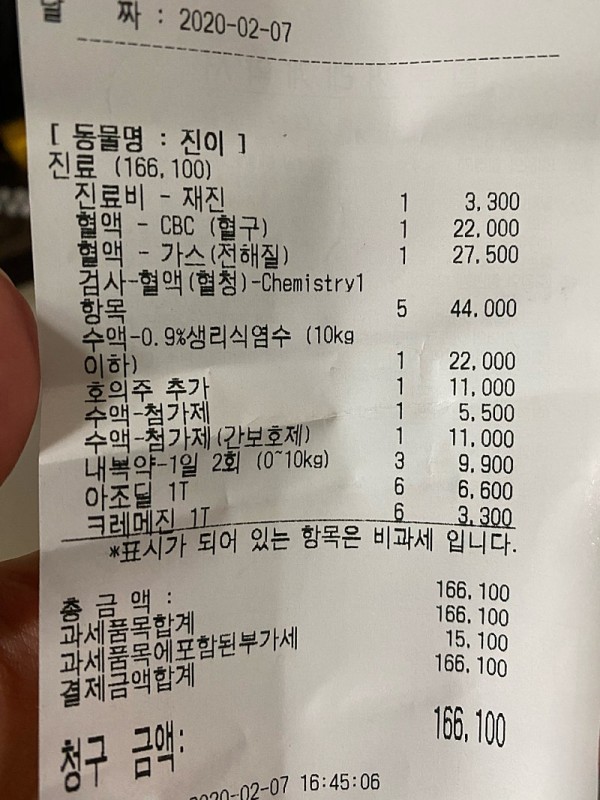 날 짜 : 2020-02-07
[ 동물명 : 진이 ]
진료 (166,100)
진료비 - 재진 1 3,300
혈액 - CBC (혈구) 1 22,000
혈액 - 가스(전해질) 1 27,500
검사-혈액(혈청)-Chemistry1
항목 5 44,000
수액-0.9%생리식염수 (10kg
이하) 1 22,000
호의주 추가 1 11,000
수액-첨가제 1 5,500
수액-첨가제(간보호제) 1 11,000
내복약-1일 2회 (0~10kg) 3 9,900
아조딜 1T 6 6,600
크레메진 1T 6 3,300
*표시가 되어 있는 항목은 비과세 입니다.
총 금 액 : 166,100
과세품목합계 166,100
과세품목에포함된부가세 15,100
결제금액합계 166,100
청구 금액: 166,100
2020-02-07 16:45:06